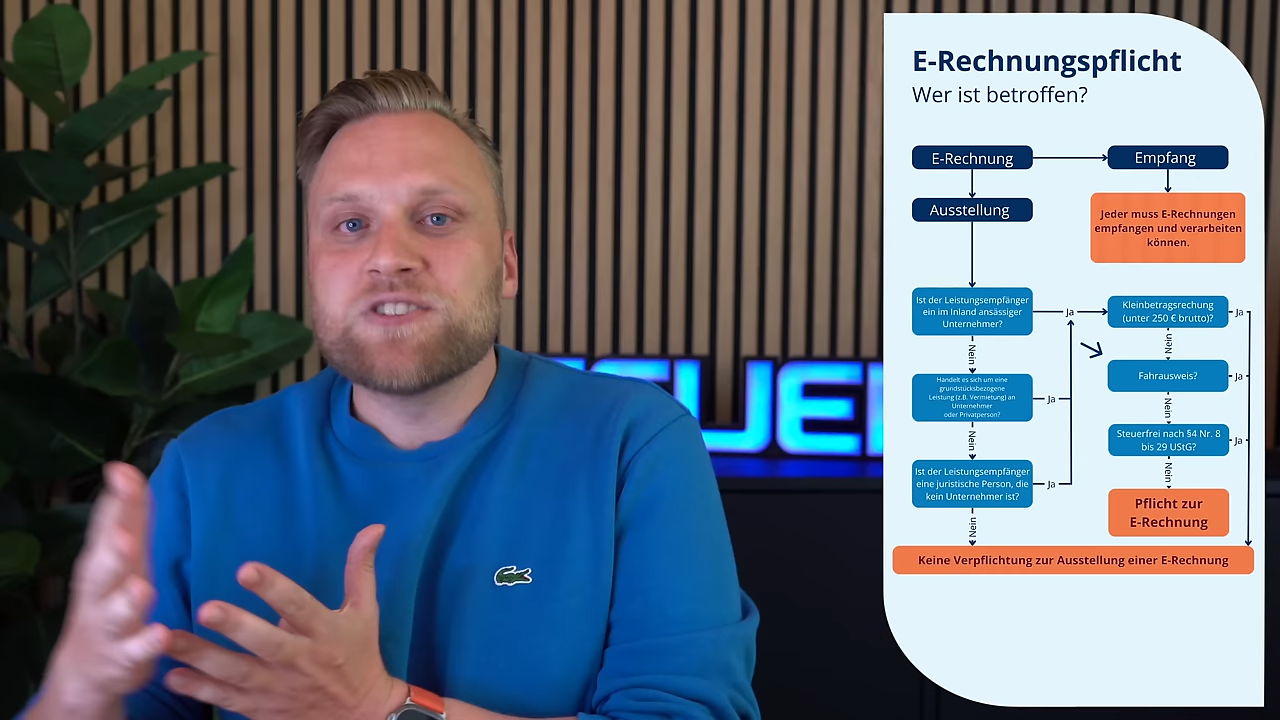 E-Rechnungspflicht
Wer ist betroffen?
E-Rechnung
Empfang
Ausstellung
Jeder muss E-Rechnungen
empfangen und verarbeiten
können.
Ist der Leistungsempfänger
ein im Inland ansässiger
Unternehmer?
Ja
Kleinbetragsrechung
(unter 250 € brutto)?
Ja
Nein
Nein
Handelt es sich um eine
grundstücksbezogene
Leistung (z.B. Vermietung) an
Unternehmer
oder Privatperson?
Ja
Fahrausweis?
Ja
Nein
Nein
Steuerfrei nach §4 Nr. 8
bis 29 UStG?
Ja
Ist der Leistungsempfänger
eine juristische Person, die
kein Unternehmer ist?
Ja
Nein
Pflicht zur
E-Rechnung
Nein
Keine Verpflichtung zur Ausstellung einer E-Rechnung